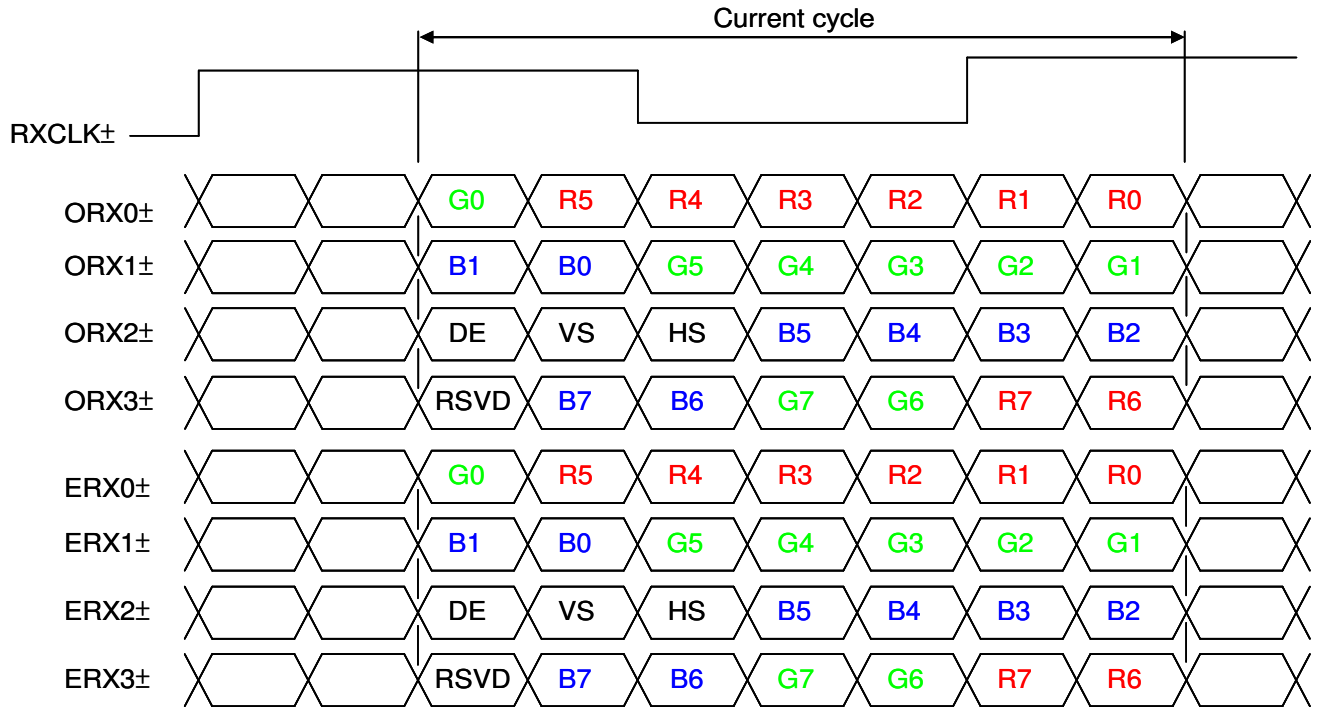 Current cycle
RXCLK±
ORX0± G0 R5 R4 R3 R2 R1 R0
ORX1± B1 B0 G5 G4 G3 G2 G1
ORX2± DE VS HS B5 B4 B3 B2
ORX3± RSVD B7 B6 G7 G6 R7 R6
ERX0± G0 R5 R4 R3 R2 R1 R0
ERX1± B1 B0 G5 G4 G3 G2 G1
ERX2± DE VS HS B5 B4 B3 B2
ERX3± RSVD B7 B6 G7 G6 R7 R6